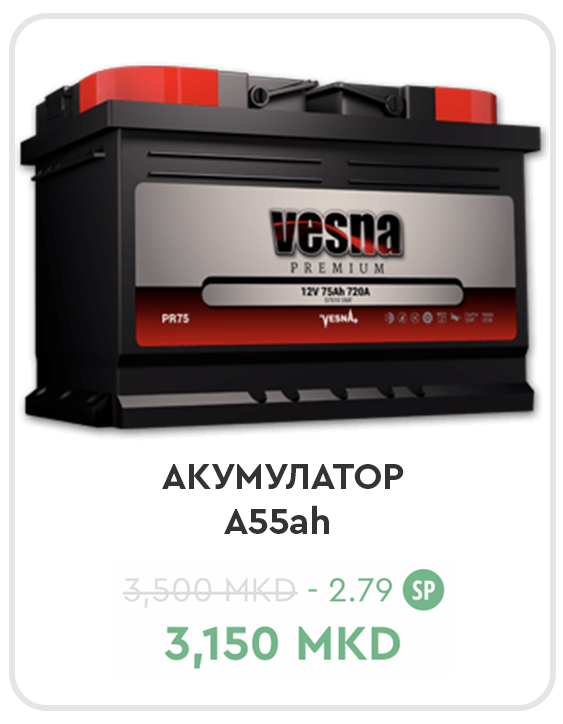 vesna
PREMIUM
12V 75Ah 720A
PR75
VESNA
АКУМУЛАТОР
A55ah
3,500 MKD - 2.79 SP
3,150 MKD